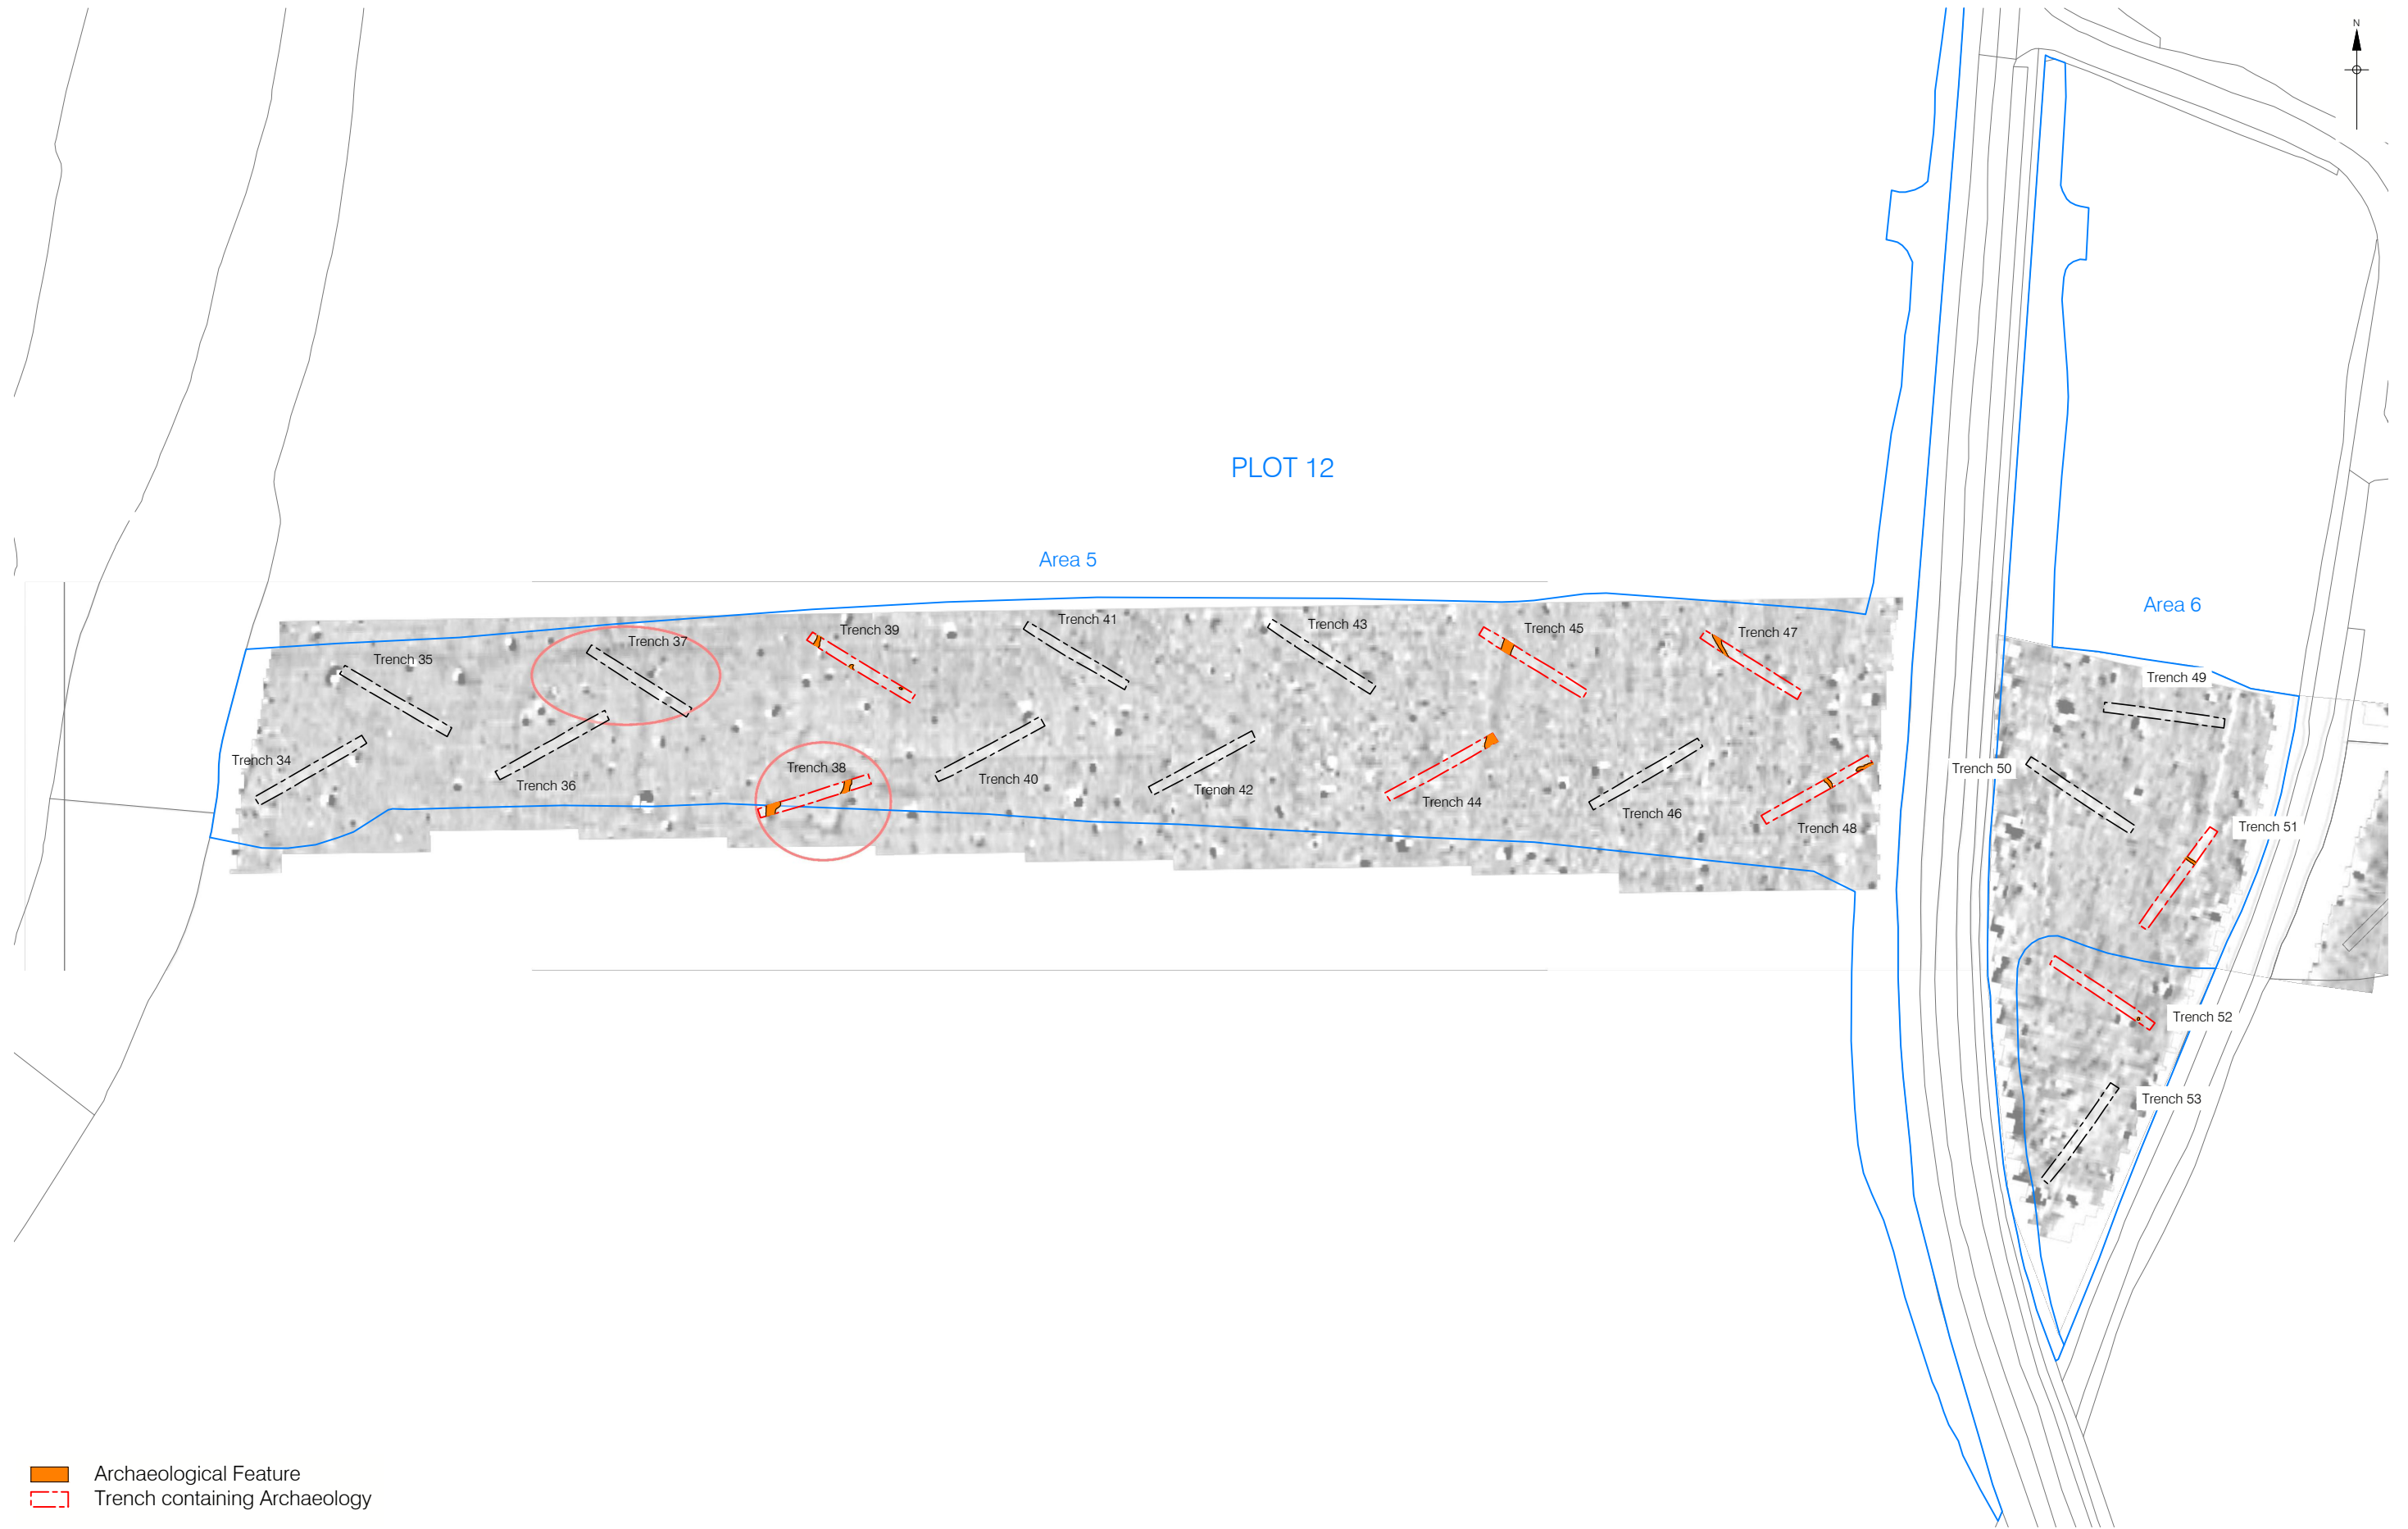 N
PLOT 12
Area 5
Area 6
Trench 41
Trench 43
Trench 39
Trench 45
Trench 47
Trench 37
Trench 35
Trench 49
Trench 34
Trench 38
Trench 50
Trench 40
Trench 36
Trench 42
Trench 44
Trench 46
Trench 48
Trench 51
Trench 52
Trench 53
Archaeological Feature
Trench containing Archaeology